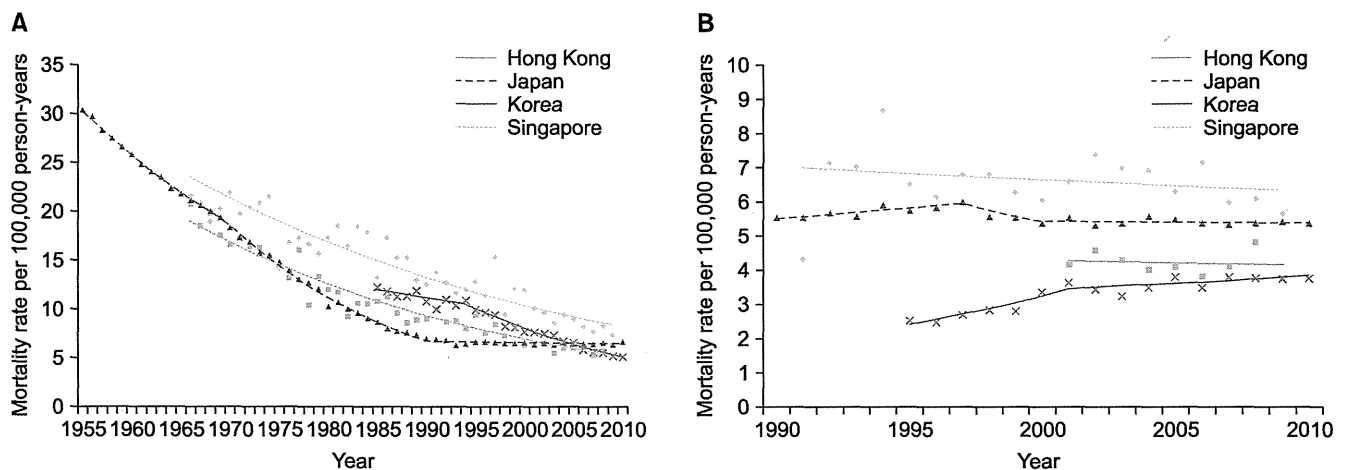 A
Mortality rate per 100,000 person-years
35
30
25
20
15
10
5
0
Hong Kong
Japan
Korea
Singapore
1955 1960 1965 1970 1975 1980 1985 1990 1995 2000 2005 2010
Year
B
Mortality rate per 100,000 person-years
10
9
8
7
6
5
4
3
2
1
0
Hong Kong
Japan
Korea
Singapore
1990 1995 2000 2005 2010
Year